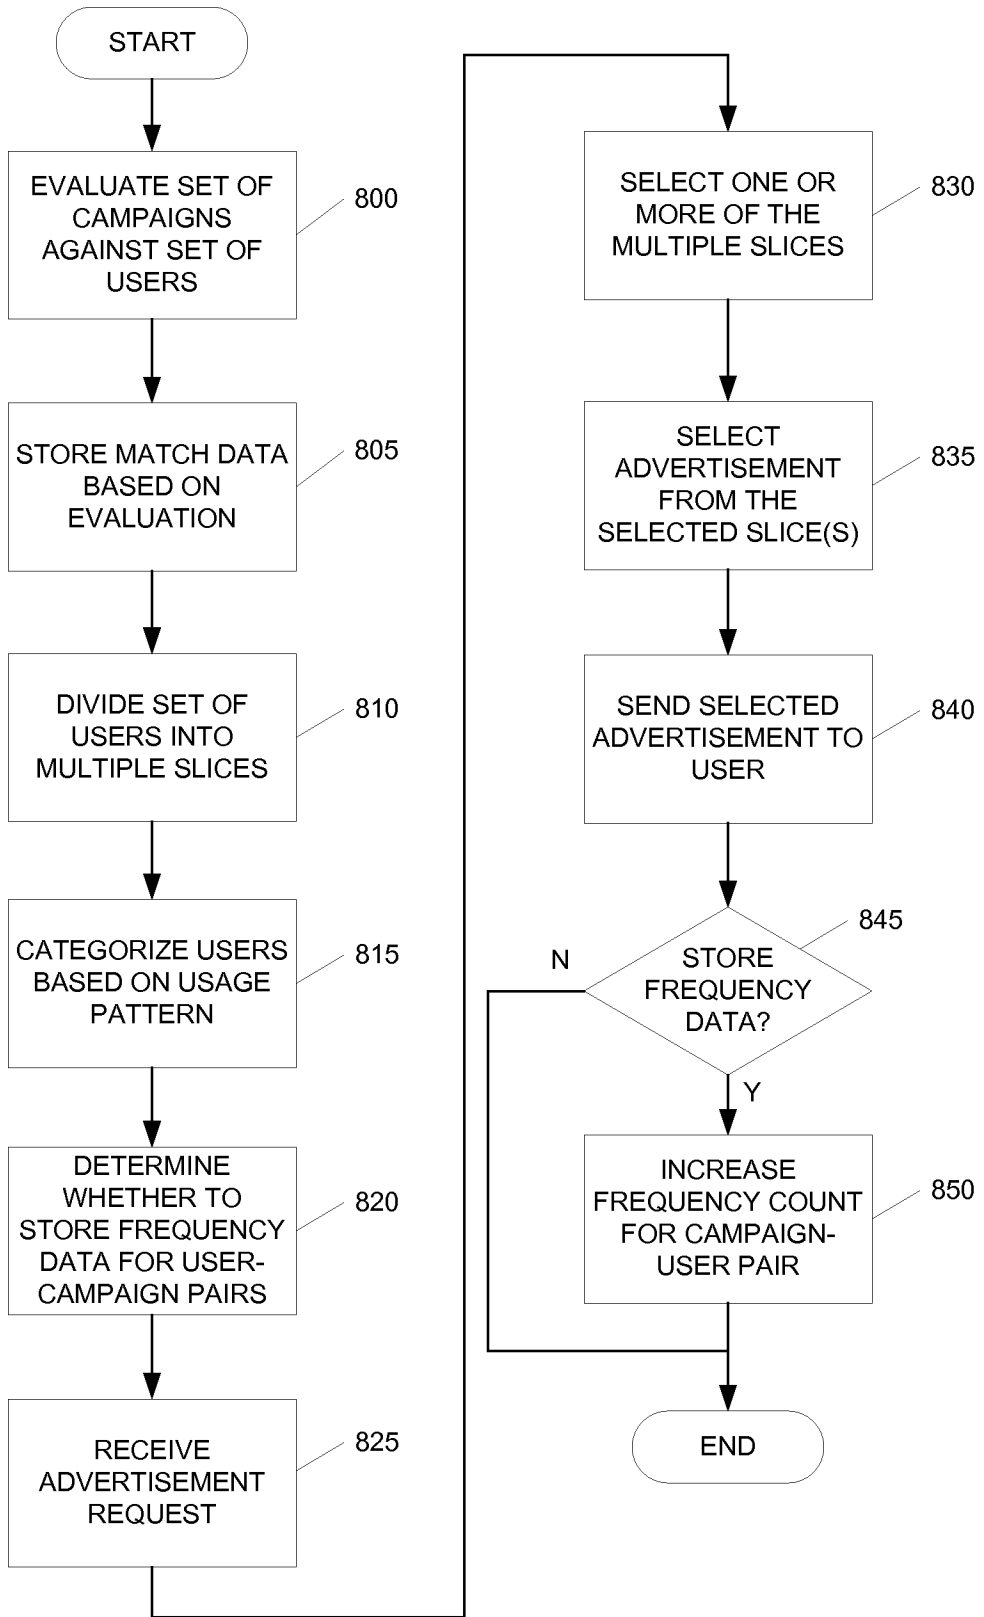 START
EVALUATE SET OF
CAMPAIGNS
AGAINST SET OF
USERS
800
STORE MATCH DATA
BASED ON
EVALUATION
805
DIVIDE SET OF
USERS INTO
MULTIPLE SLICES
810
CATEGORIZE USERS
BASED ON USAGE
PATTERN
815
DETERMINE
WHETHER TO
STORE FREQUENCY
DATA FOR USER-
CAMPAIGN PAIRS
820
RECEIVE
ADVERTISEMENT
REQUEST
825
SELECT ONE OR
MORE OF THE
MULTIPLE SLICES
830
SELECT
ADVERTISEMENT
FROM THE
SELECTED SLICE(S)
835
SEND SELECTED
ADVERTISEMENT TO
USER
840
STORE
FREQUENCY
DATA?
845
N
Y
INCREASE
FREQUENCY COUNT
FOR CAMPAIGN-
USER PAIR
850
END